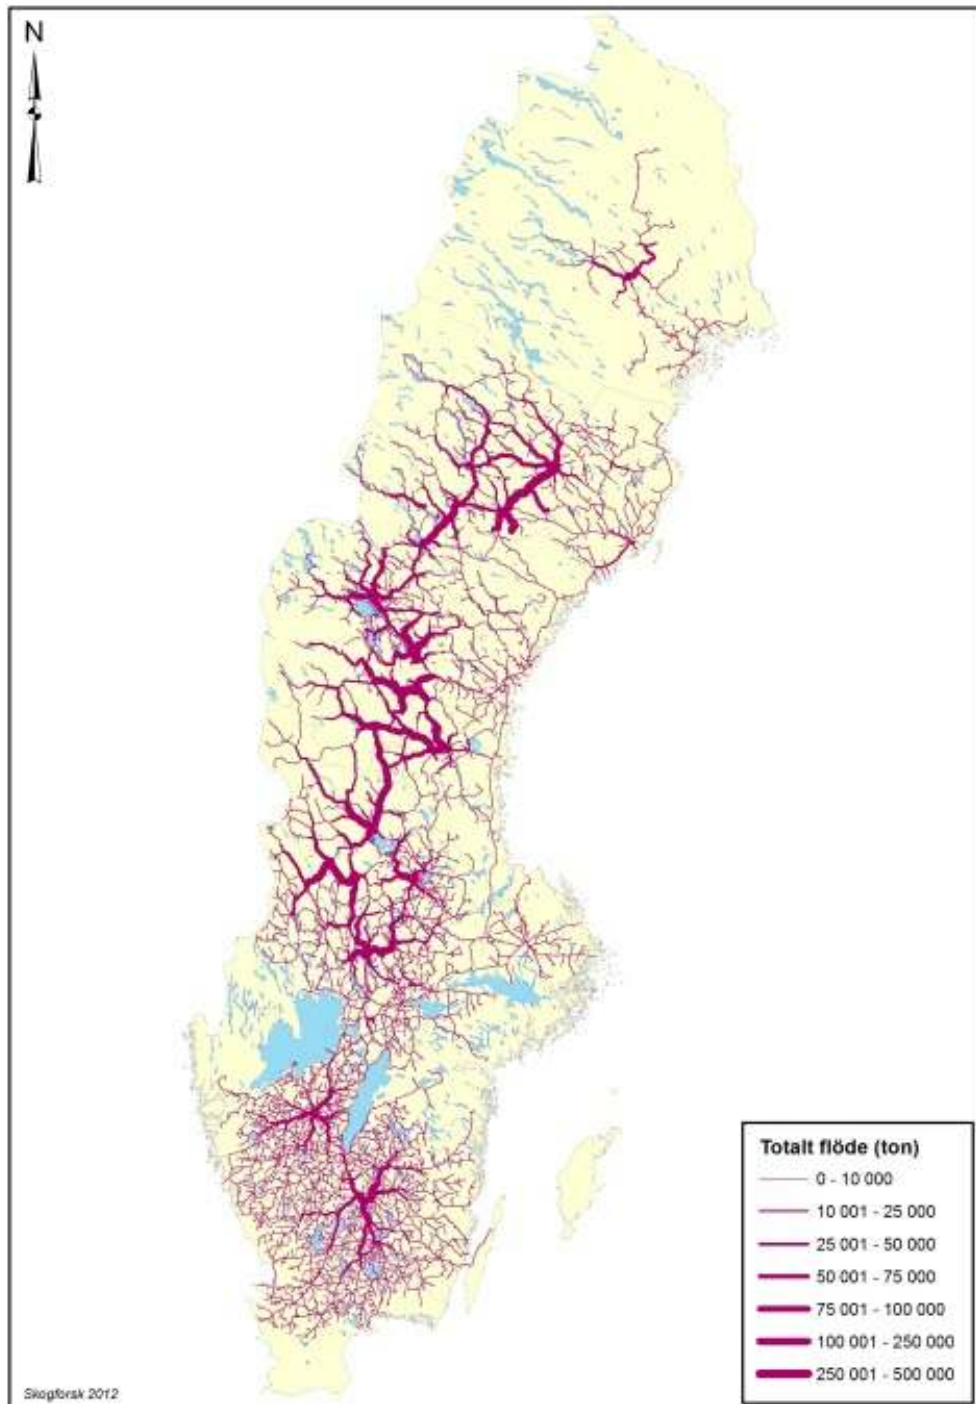 N
Totalt flöde (ton)
0 - 10 000
10 001 - 25 000
25 001 - 50 000
50 001 - 75 000
75 001 - 100 000
100 001 - 250 000
250 001 - 500 000
Skogforsk 2012